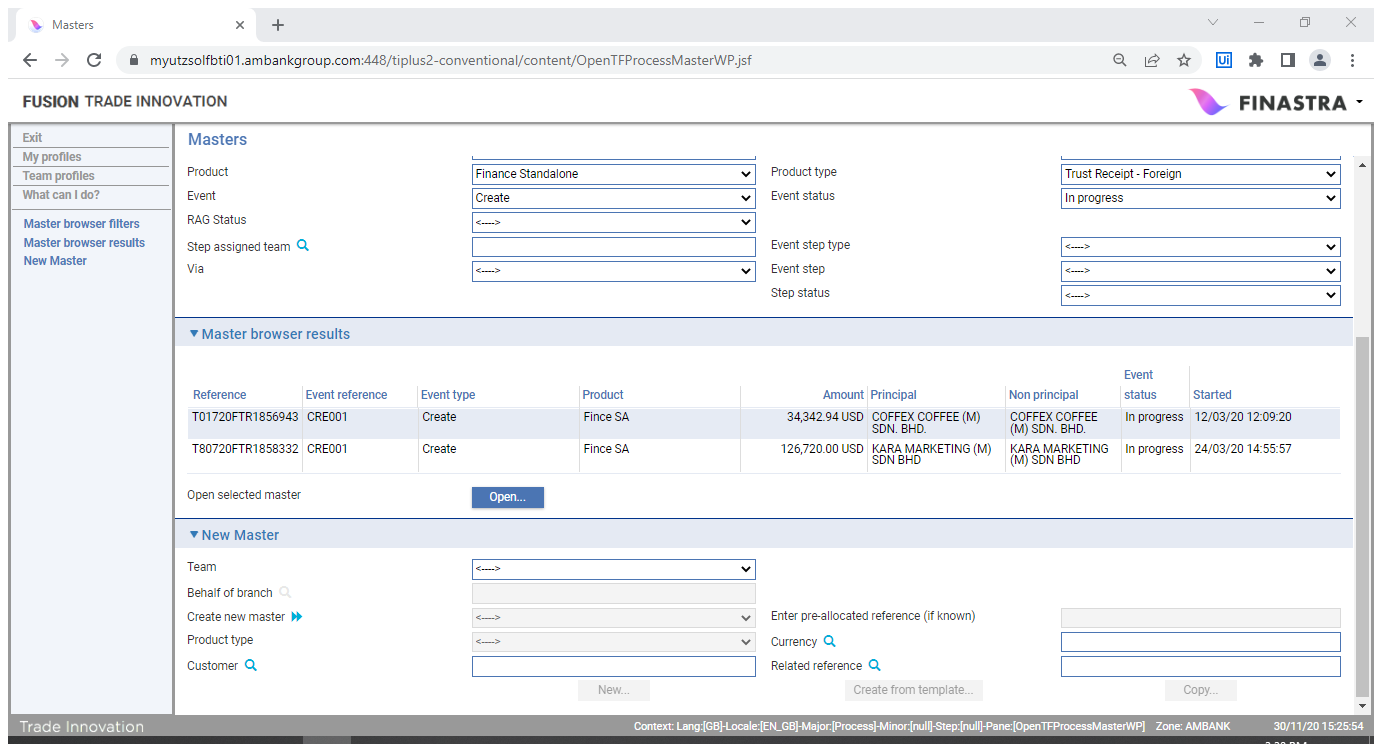 Masters
myutzsolfbti01.ambankgroup.com:448/tiplus2-conventional/content/OpenTFProcessMasterWP.jsf
Ui
FUSION TRADE INNOVATION
FINASTRA
Exit
My profiles
Team profiles
What can I do?
Master browser filters
Master browser results
New Master
Masters
Product Finance Standalone Product type Trust Receipt - Foreign
Event Create Event status In progress
RAG Status <---->
Step assigned team Event step type <---->
Via <----> Event step <---->
Step status <---->
Master browser results
Reference Event reference Event type Product Amount Principal Non principal Event status Started
T01720FTR1856943 CRE001 Create Fince SA 34,342.94 USD COFFEX COFFEE (M) SDN. BHD. COFFEX COFFEE (M) SDN. BHD. In progress 12/03/20 12:09:20
T80720FTR1858332 CRE001 Create Fince SA 126,720.00 USD KARA MARKETING (M) SDN BHD KARA MARKETING (M) SDN BHD In progress 24/03/20 14:55:57
Open selected master Open...
New Master
Team <---->
Behalf of branch
Create new master <----> Enter pre-allocated reference (if known)
Product type <----> Currency
Customer Related reference
New... Create from template... Copy...
Trade Innovation Context: Lang:[GB]-Locale:[EN_GB]-Major:[Process]-Minor:[null]-Step:[null]-Pane:[OpenTFProcessMasterWP] Zone: AMBANK 30/11/20 15:25:54